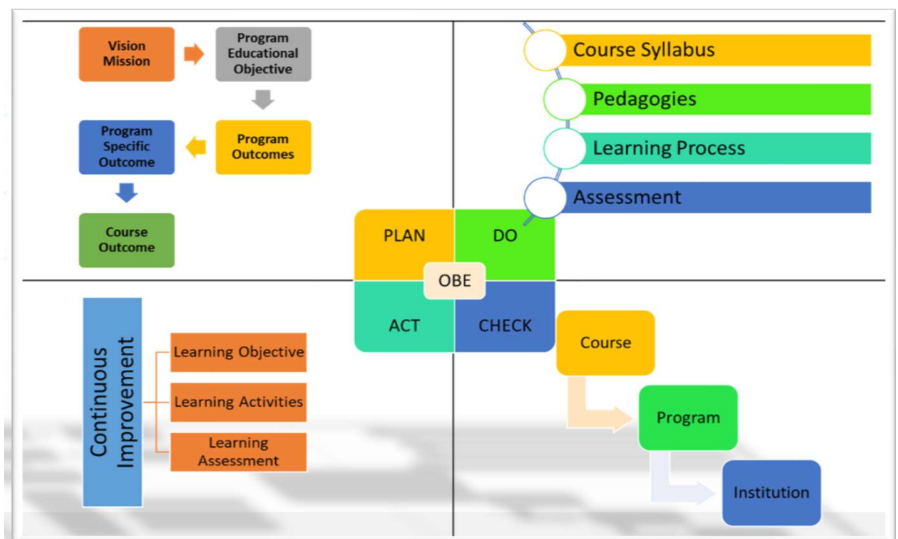 Vision
Mission
Program
Educational
Objective
Program
Specific
Outcome
Program
Outcomes
Course
Outcome
Course Syllabus
Pedagogies
Learning Process
Assessment
PLAN
DO
OBE
ACT
CHECK
Continuous
Improvement
Learning Objective
Learning Activities
Learning
Assessment
Course
Program
Institution